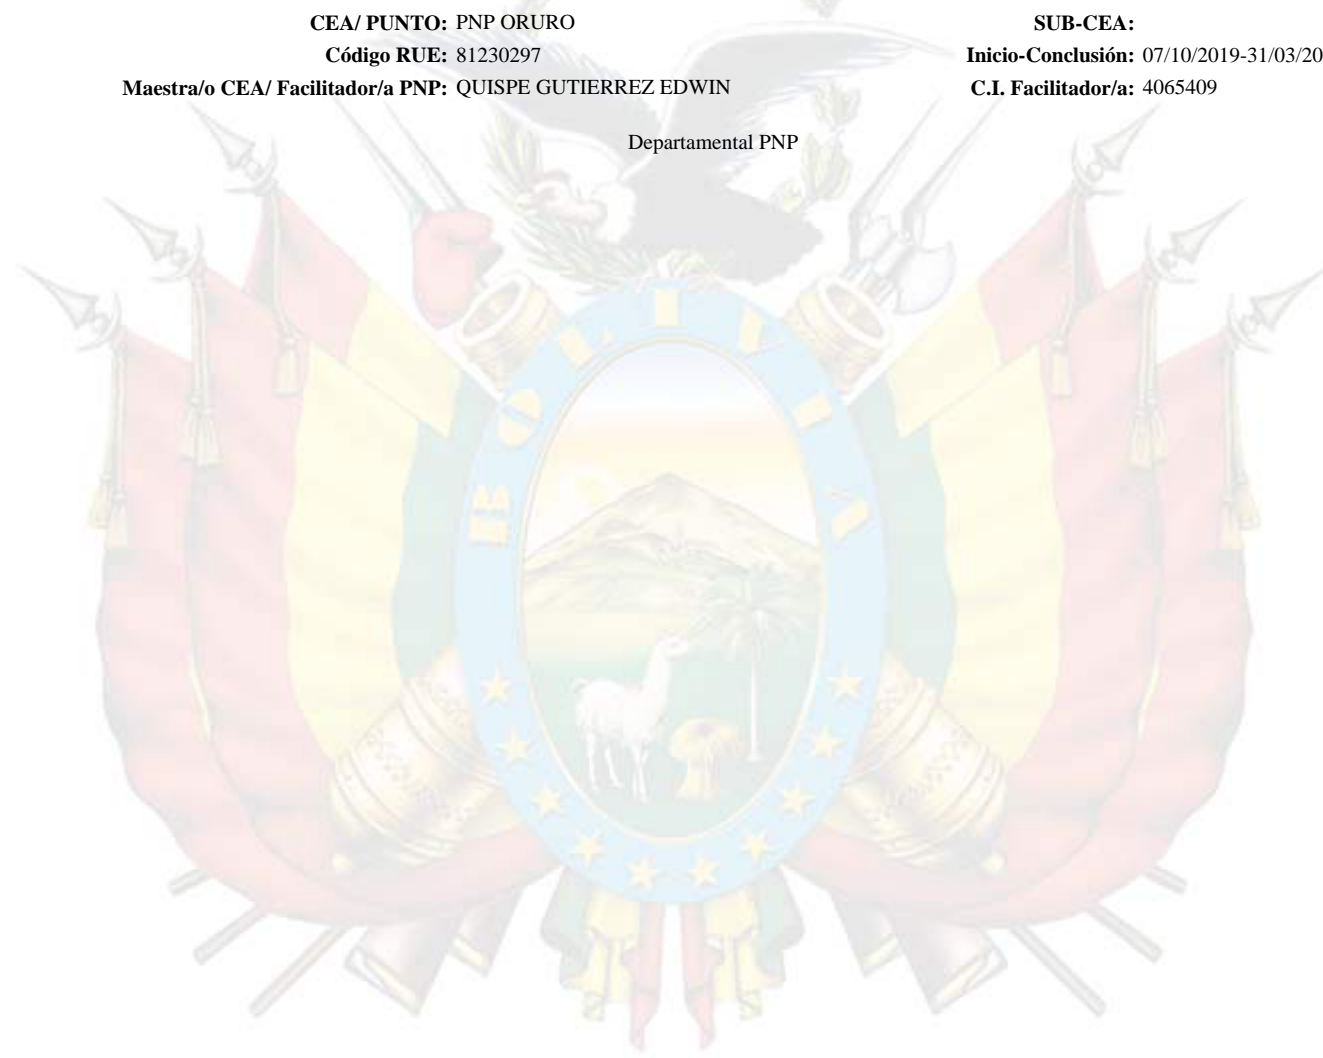 CEA/ PUNTO: PNP ORURO SUB-CEA:
Código RUE: 81230297 Inicio-Conclusión: 07/10/2019-31/03/20
Maestra/o CEA/ Facilitador/a PNP: QUISPE GUTIERREZ EDWIN C.I. Facilitador/a: 4065409
Departamental PNP
BOLIVIA